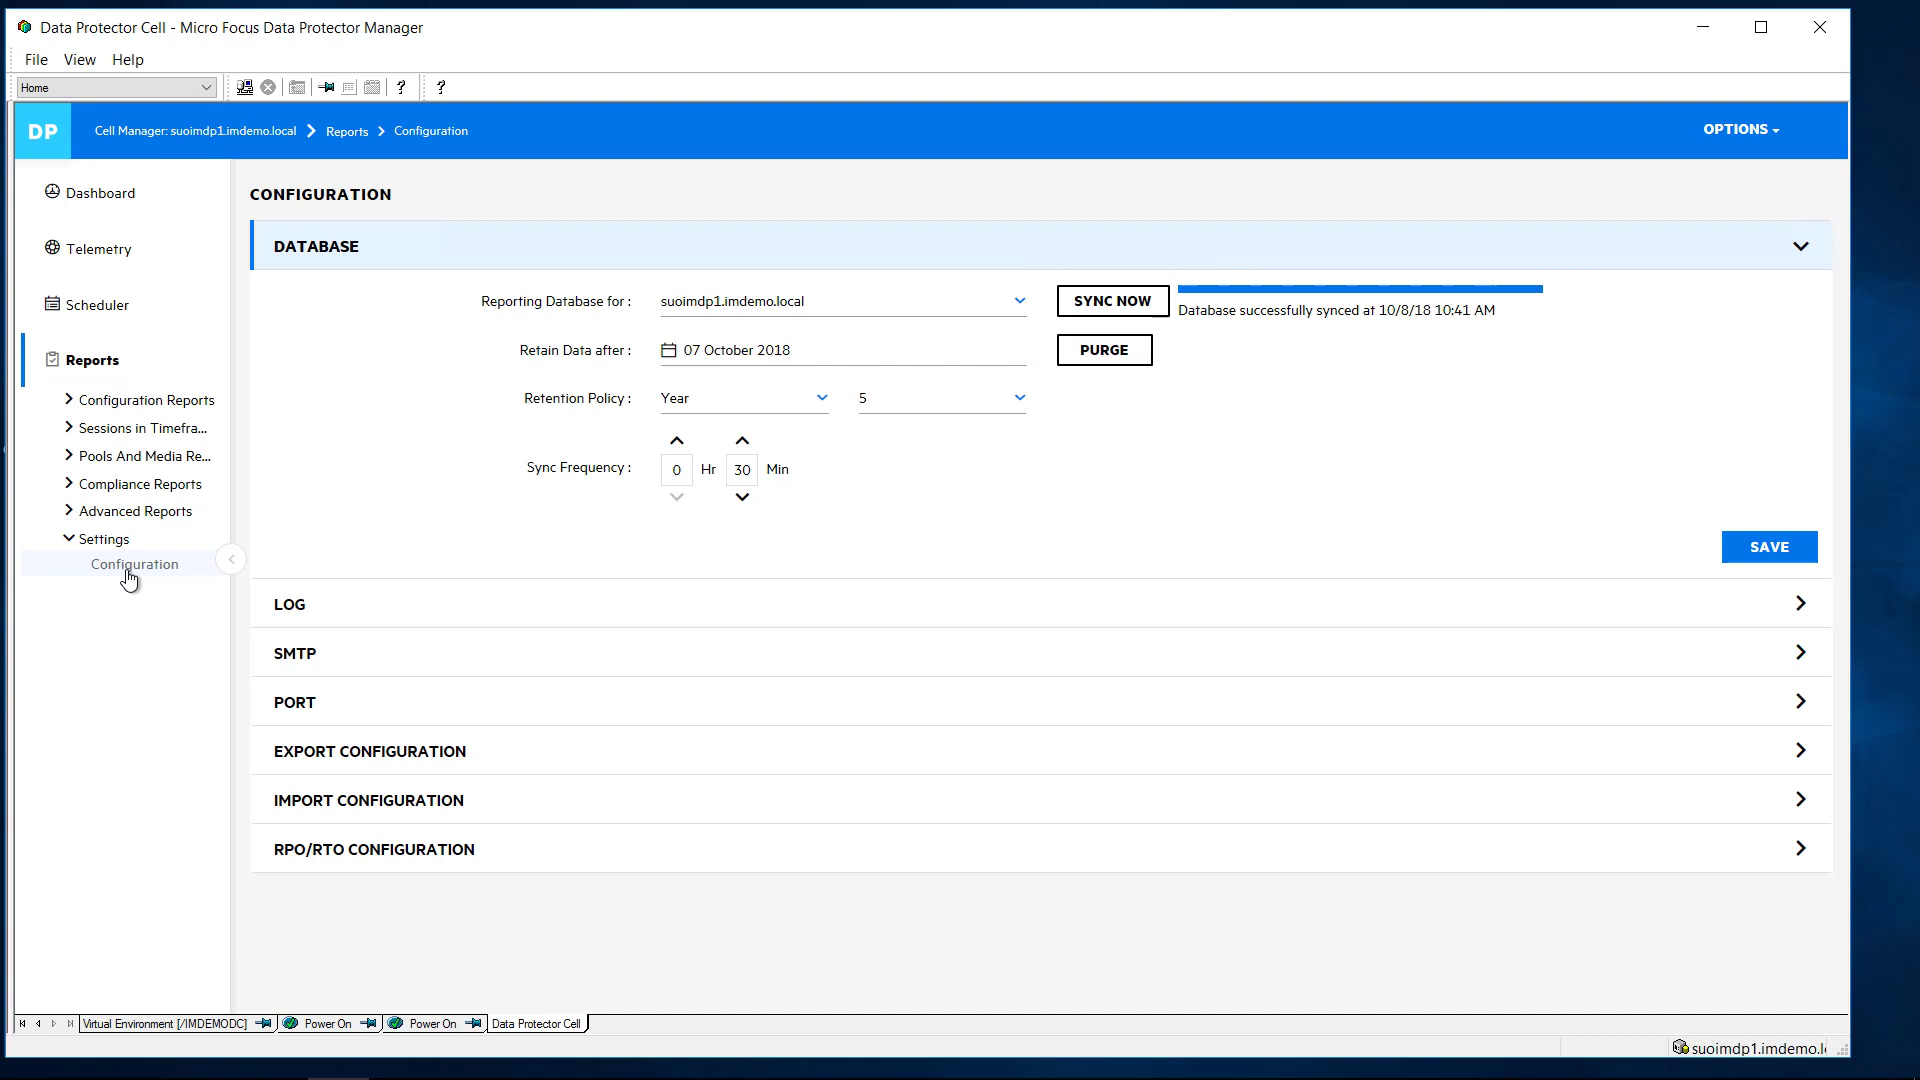 Data Protector Cell - Micro Focus Data Protector Manager
File View Help
Home
? ?
DP
Cell Manager: suoimdp1.imdemo.local Reports Configuration
OPTIONS
Dashboard
Telemetry
Scheduler
Reports
Configuration Reports
Sessions in Timefra...
Pools And Media Re...
Compliance Reports
Advanced Reports
Settings
Configuration
CONFIGURATION
DATABASE
Reporting Database for : suoimdp1.imdemo.local SYNC NOW
Database successfully synced at 10/8/18 10:41 AM
Retain Data after : 07 October 2018 PURGE
Retention Policy : Year 5
Sync Frequency : 0 Hr 30 Min
SAVE
LOG
SMTP
PORT
EXPORT CONFIGURATION
IMPORT CONFIGURATION
RPO/RTO CONFIGURATION
Virtual Environment [/IMDEMODC] Power On Power On Data Protector Cell
suoimdp1.imdemo.l